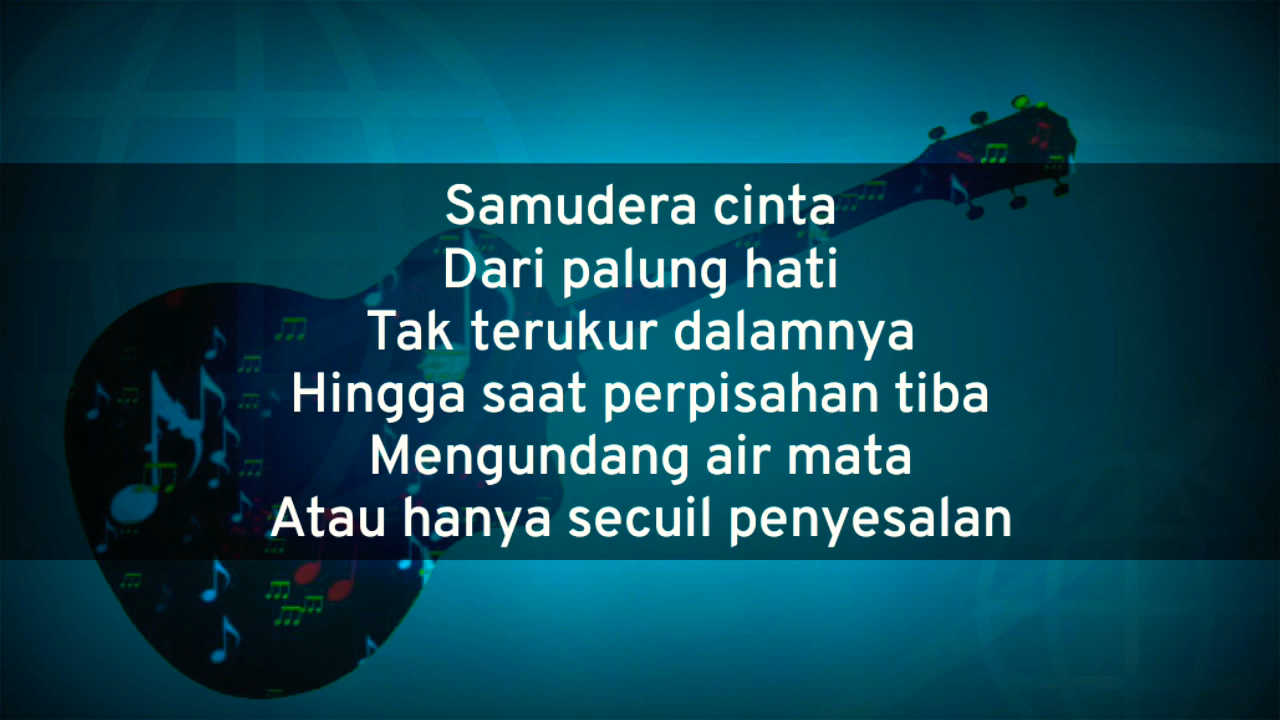 Samudera cinta
Dari palung hati
Tak terukur dalamnya
Hingga saat perpisahan tiba
Mengundang air mata
Atau hanya secuil penyesalan